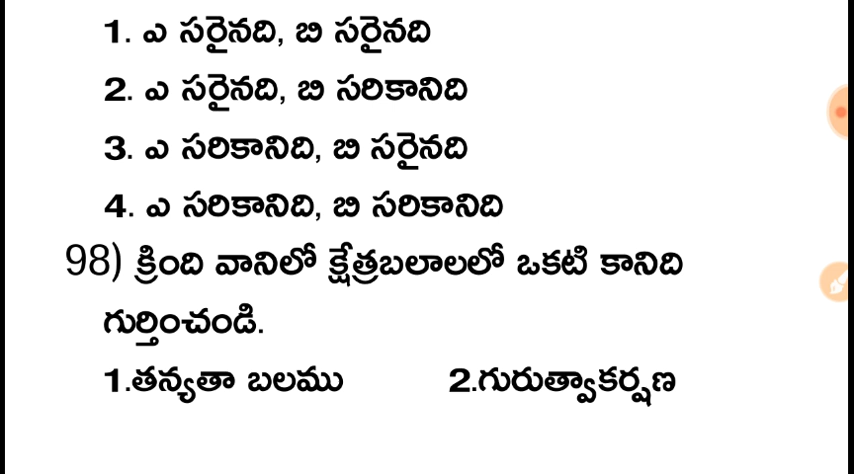 1. ఎ సరైనది, బి సరైనది
2. ఎ సరైనది, బి సరికానిది
3. ఎ సరికానిది, బి సరైనది
4. ఎ సరికానిది, బి సరికానిది
98) క్రింది వానిలో క్షేత్రబలాలలో ఒకటి కానిది
గుర్తించండి.
1.తన్యతా బలము 2.గురుత్వాకర్షణ